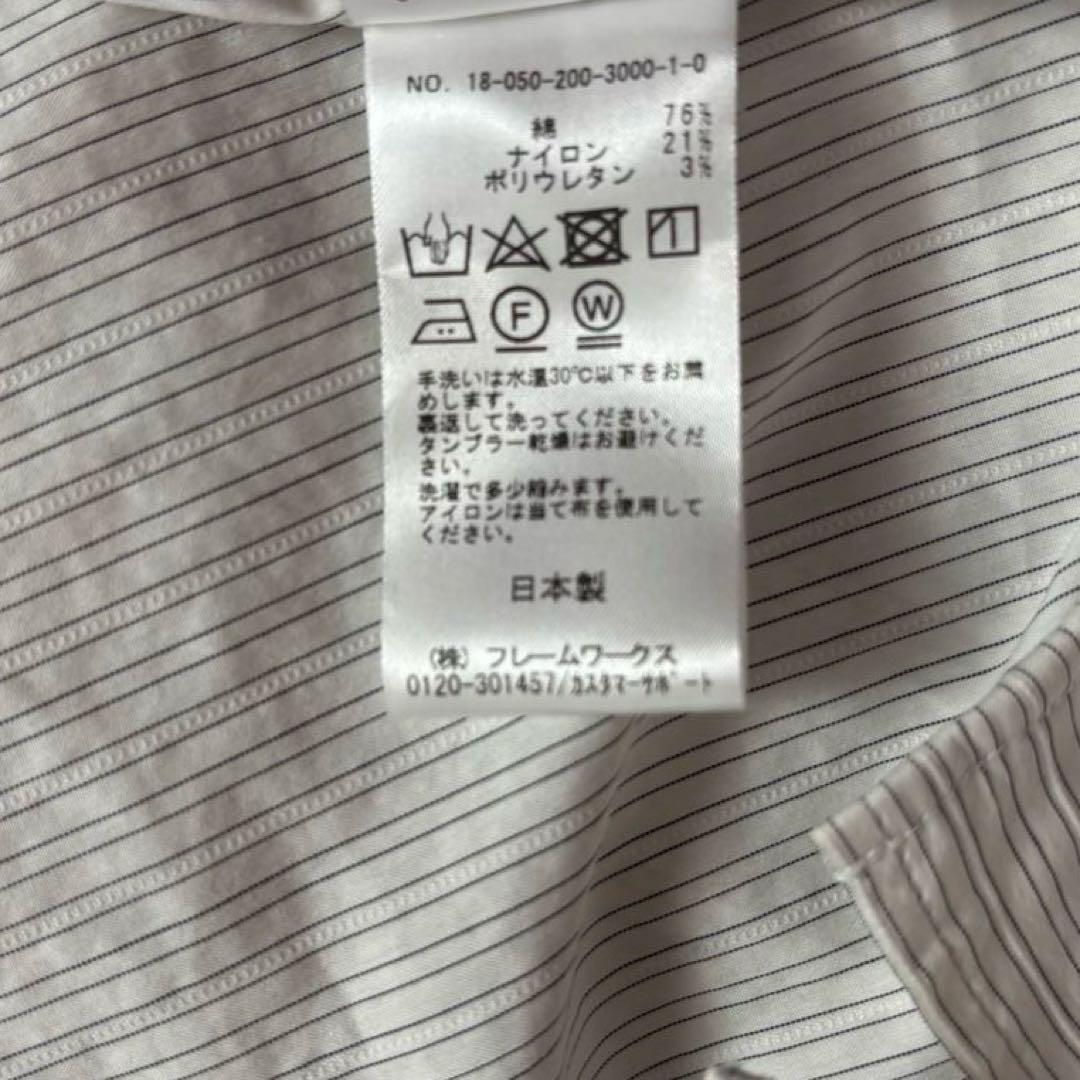 NO. 18-050-200-3000-1-0
綿 76%
ナイロン 21%
ポリウレタン 3%
F W
手洗いは水温30℃以下をお薦
めします。
裏返して洗ってください。
タンブラー乾燥はお避けくだ
さい。
洗濯で多少縮みます。
アイロンは当て布を使用して
ください。
日本製
(株) フレームワークス
0120-301457/カスタマーサポート